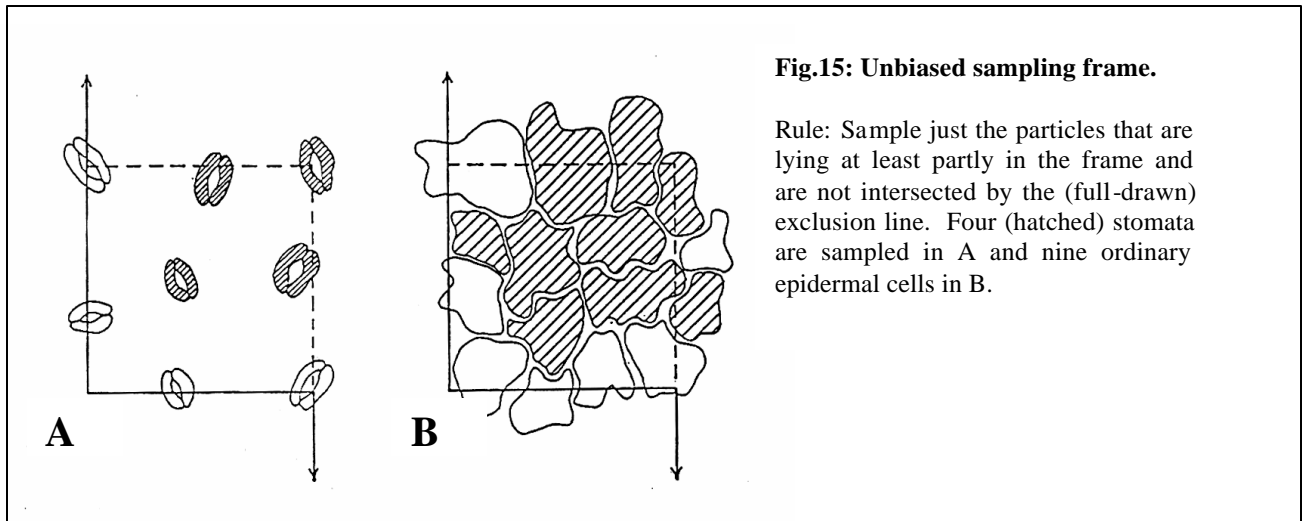 Fig.15: Unbiased sampling frame.
Rule: Sample just the particles that are
lying at least partly in the frame and
are not intersected by the (full-drawn)
exclusion line. Four (hatched) stomata
are sampled in A and nine ordinary
epidermal cells in B.
A
B